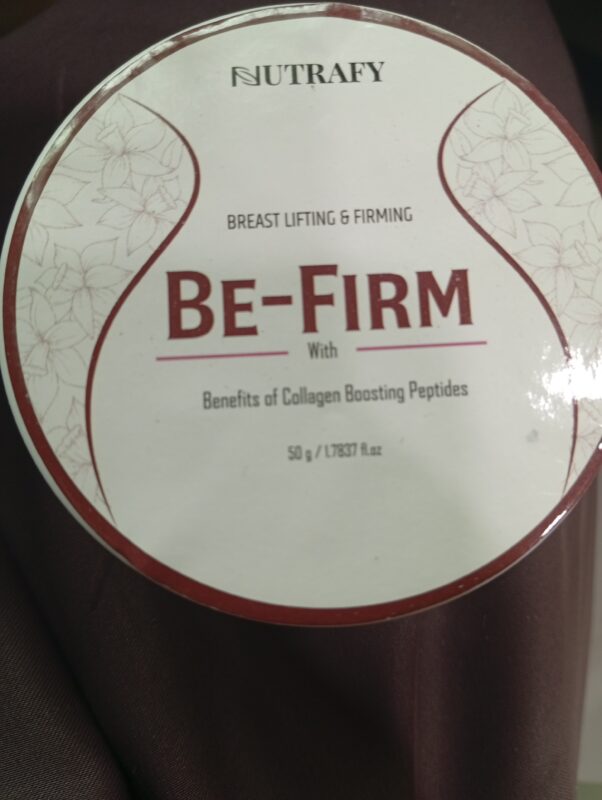 NUTRAFY
BREAST LIFTING & FIRMING
BE-FIRM
With
Benefits of Collagen Boosting Peptides
50 g / 1.7837 fl.oz